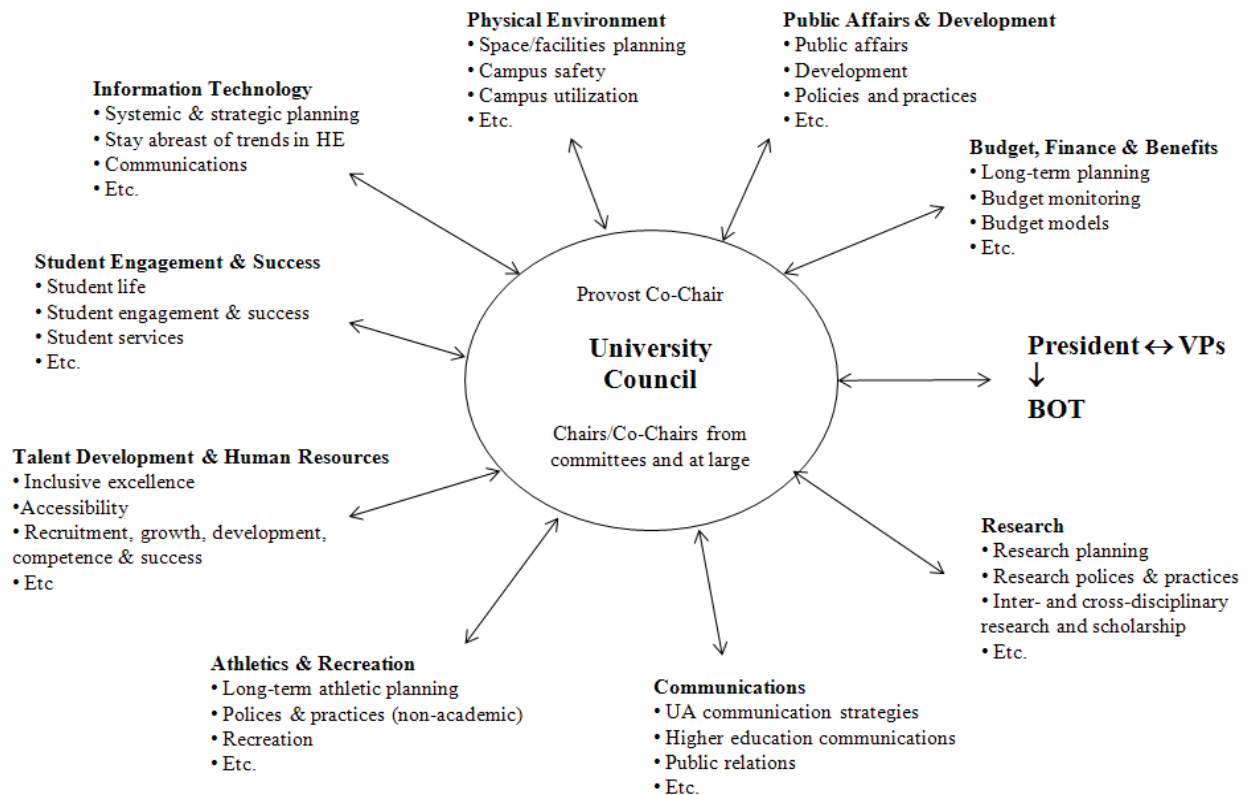 Physical Environment
• Space/facilities planning
• Campus safety
• Campus utilization
• Etc.
Public Affairs & Development
• Public affairs
• Development
• Policies and practices
• Etc.
Information Technology
• Systemic & strategic planning
• Stay abreast of trends in HE
• Communications
• Etc.
Budget, Finance & Benefits
• Long-term planning
• Budget monitoring
• Budget models
• Etc.
Student Engagement & Success
• Student life
• Student engagement & success
• Student services
• Etc.
Provost Co-Chair
University
Council
Chairs/Co-Chairs from
committees and at large
President ↔ VPs
↓
BOT
Talent Development & Human Resources
• Inclusive excellence
•Accessibility
• Recruitment, growth, development,
competence & success
• Etc
Research
• Research planning
• Research polices & practices
• Inter- and cross-disciplinary
research and scholarship
• Etc.
Athletics & Recreation
• Long-term athletic planning
• Polices & practices (non-academic)
• Recreation
• Etc.
Communications
• UA communication strategies
• Higher education communications
• Public relations
• Etc.